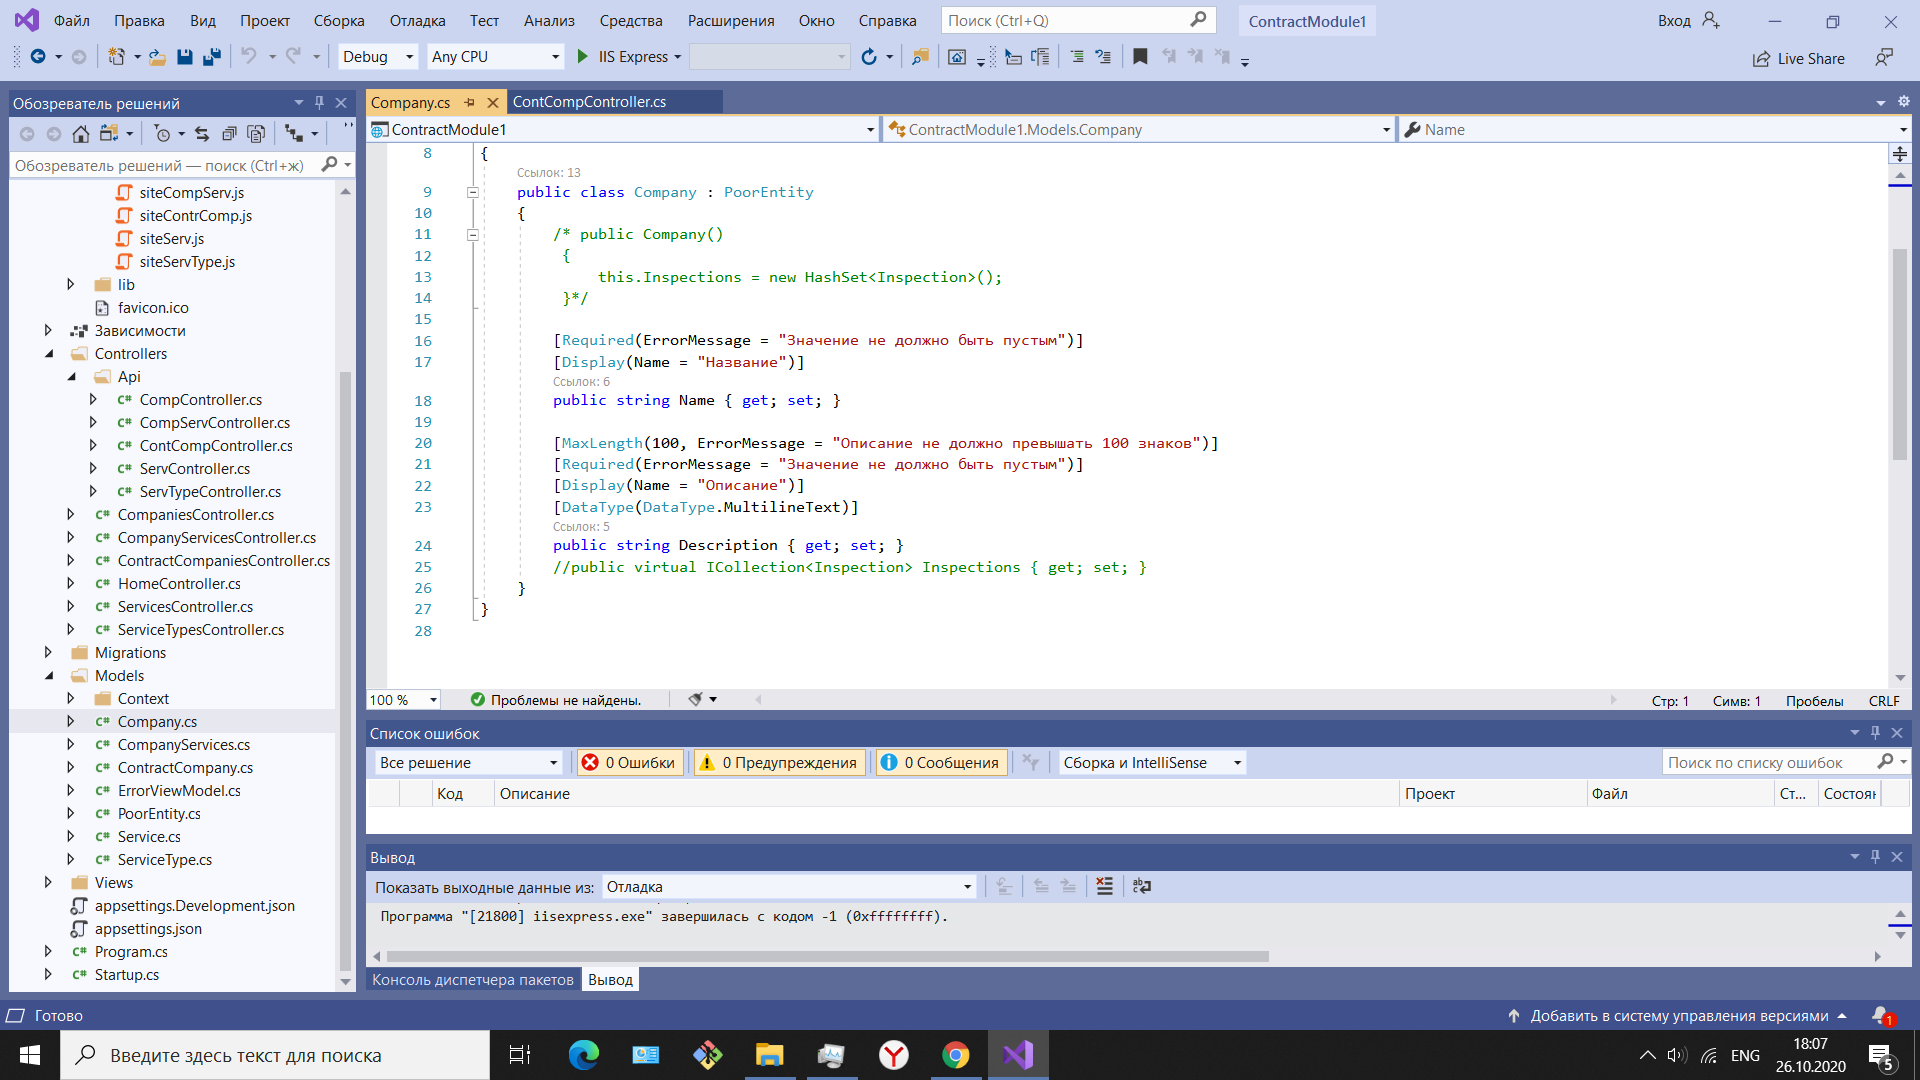 Файл Правка Вид Проект Сборка Отладка Тест Анализ Средства Расширения Окно Справка Поиск (Ctrl+Q) ContractModule1 Вход
Debug Any CPU IIS Express Live Share
Обозреватель решений
Обозреватель решений — поиск (Ctrl+ж)
siteCompServ.js
siteContrComp.js
siteServ.js
siteServType.js
lib
favicon.ico
Зависимости
Controllers
Api
CompController.cs
CompServController.cs
ContCompController.cs
ServController.cs
ServTypeController.cs
CompaniesController.cs
CompanyServicesController.cs
ContractCompaniesController.cs
HomeController.cs
ServicesController.cs
ServiceTypesController.cs
Migrations
Models
Context
Company.cs
CompanyServices.cs
ContractCompany.cs
ErrorViewModel.cs
PoorEntity.cs
Service.cs
ServiceType.cs
Views
appsettings.Development.json
appsettings.json
Program.cs
Startup.cs
Company.cs ContCompController.cs
ContractModule1 ContractModule1.Models.Company Name
8 {
Ссылок: 13
9 public class Company : PoorEntity
10 {
11 /* public Company()
12 {
13 this.Inspections = new HashSet<Inspection>();
14 }*/
15
16 [Required(ErrorMessage = "Значение не должно быть пустым")]
17 [Display(Name = "Название")]
Ссылок: 6
18 public string Name { get; set; }
19
20 [MaxLength(100, ErrorMessage = "Описание не должно превышать 100 знаков")]
21 [Required(ErrorMessage = "Значение не должно быть пустым")]
22 [Display(Name = "Описание")]
23 [DataType(DataType.MultilineText)]
Ссылок: 5
24 public string Description { get; set; }
25 //public virtual ICollection<Inspection> Inspections { get; set; }
26 }
27 }
28
100 % Проблемы не найдены. Стр: 1 Симв: 1 Пробелы CRLF
Список ошибок
Все решение 0 Ошибки 0 Предупреждения 0 Сообщения Сборка и IntelliSense Поиск по списку ошибок
Код Описание Проект Файл Ст... Состоян
Вывод
Показать выходные данные из: Отладка
Программа "[21800] iisexpress.exe" завершилась с кодом -1 (0xffffffff).
Консоль диспетчера пакетов Вывод
Готово Добавить в систему управления версиями 1
Введите здесь текст для поиска ENG 18:07
26.10.2020 5